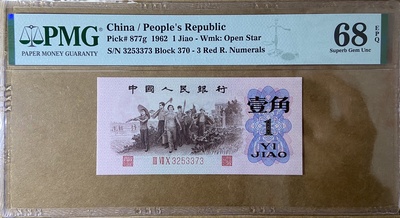 PMG
PAPER MONEY GUARANTY
China / People's Republic
Pick# 877g 1962 1 Jiao - Wmk: Open Star
S/N 3253373 Block 370 - 3 Red R. Numerals
68 EPQ
Superb Gem Unc
中國人民銀行
壹角
1
YI
JIAO
III VII X 3253373